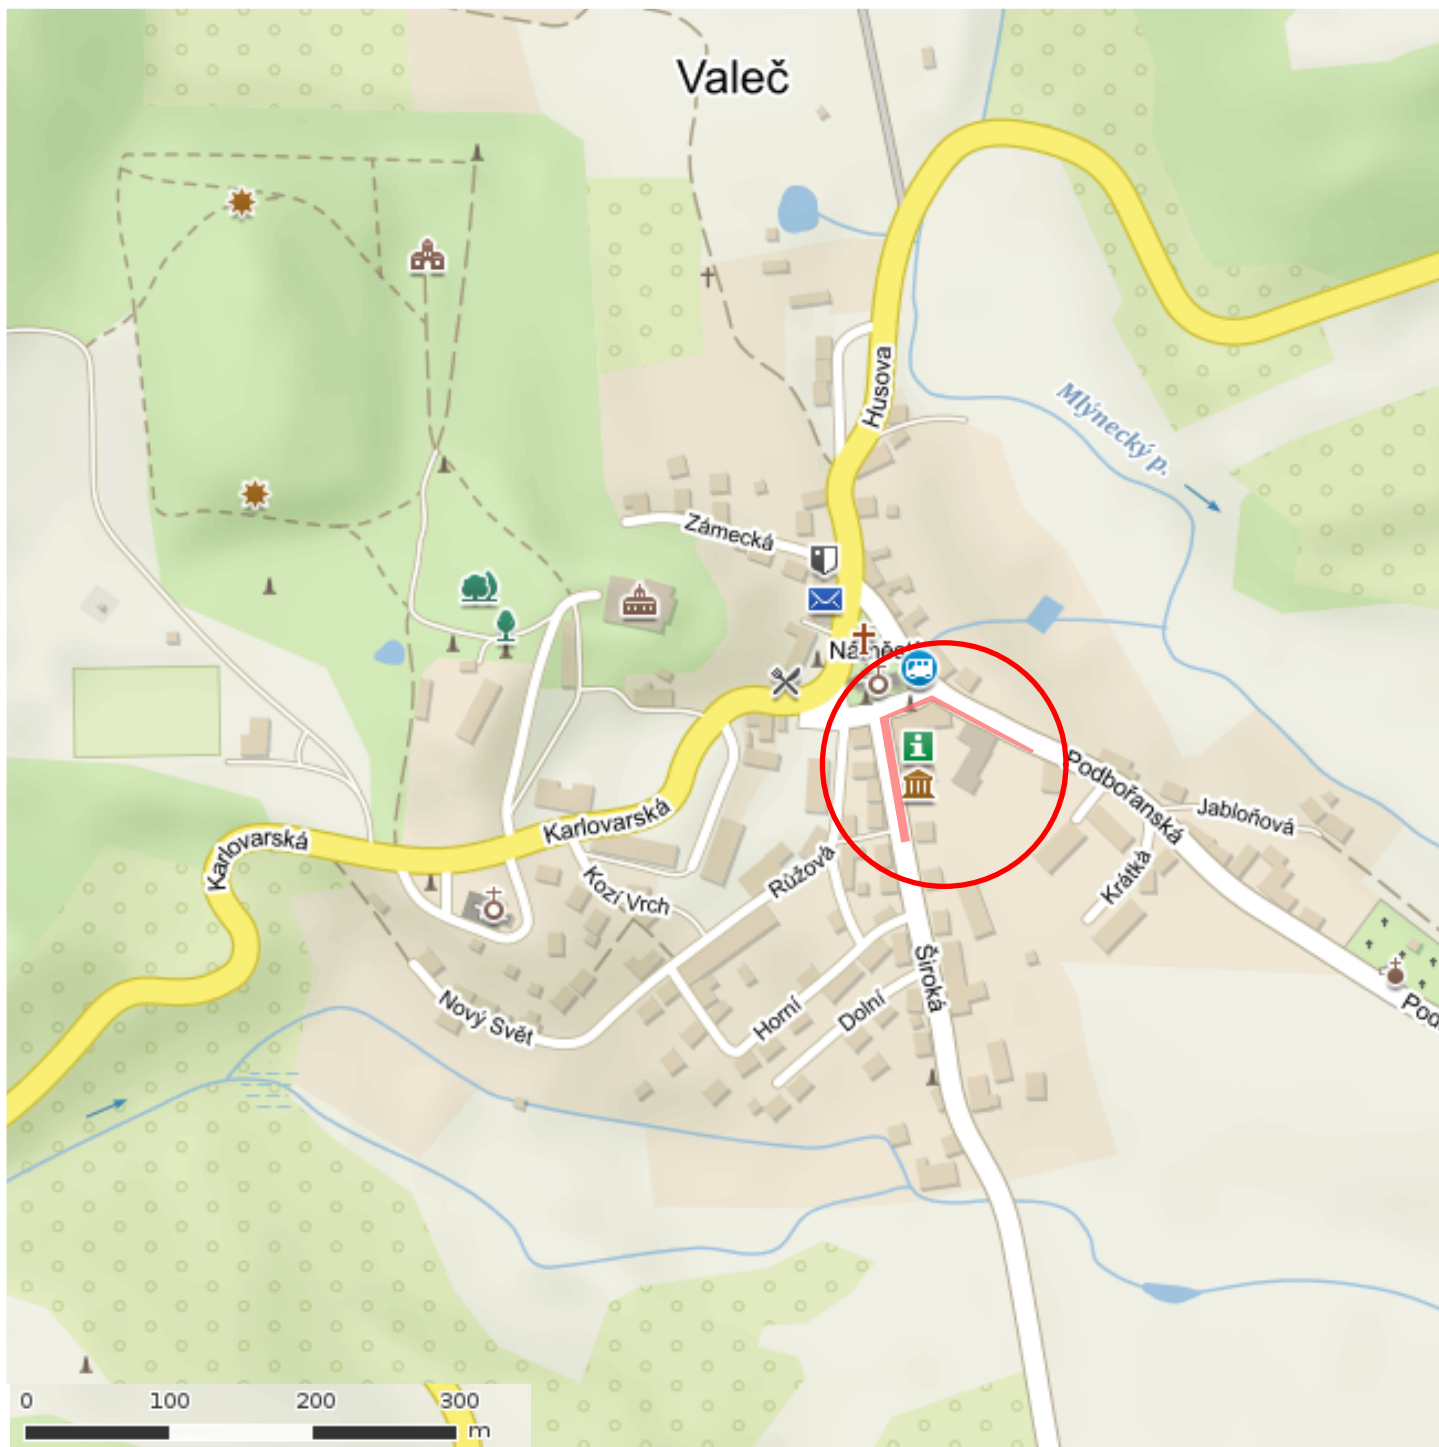 Valeč
Husova
Mlýnecký p.
Zámecká
Podbořanská
Jabloňová
Karlovarská
Karlovarská
Růžová
Krátká
Kozí Vrch
Široká
Nový Svět
Horní
Dolní
Pod
0 100 200 300
m